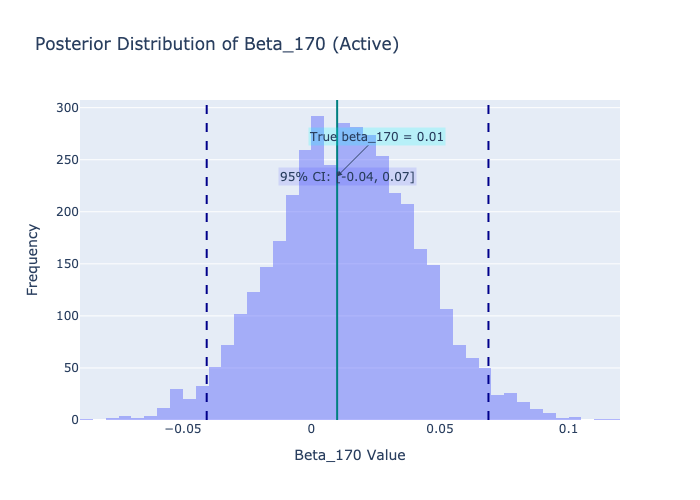 Posterior Distribution of Beta_170 (Active)
300
True beta_170 = 0.01
250
95% CI: [-0.04, 0.07]
200
150
100
50
0
Frequency
−0.05
0
0.05
0.1
Beta_170 Value